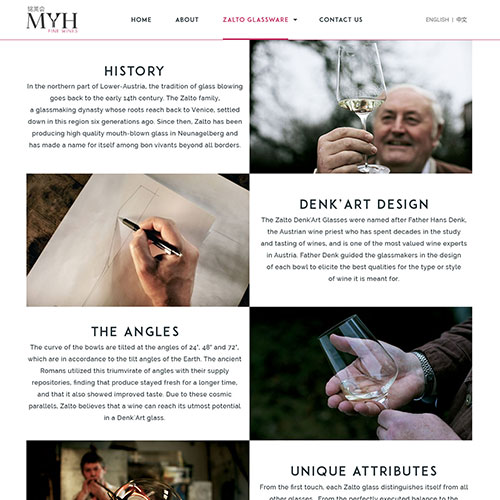 MYH
FINE WINES
HOME ABOUT ZALTO GLASSWARE CONTACT US
ENGLISH | 中文
HISTORY
In the northern part of Lower-Austria, the tradition of glass blowing
goes back to the early 14th century. The Zalto family,
a glassmaking dynasty whose roots reach back to Venice, settled
down in this region six generations ago. Since then, Zalto has been
producing high quality mouth-blown glass in Neunagelberg and
has made a name for itself among bon vivants beyond all borders.
DENK'ART DESIGN
The Zalto Denk'Art Glasses were named after Father Hans Denk,
the Austrian wine priest who has spent decades in the study
and tasting of wines, and is one of the most valued wine experts
in Austria. Father Denk guided the glassmakers in the design
of each bowl to elicite the best qualities for the type or style
of wine it is meant for.
THE ANGLES
The curve of the bowls are tilted at the angles of 24°, 48° and 72°,
which are in accordance to the tilt angles of the Earth. The ancient
Romans utilized this triumvirate of angles with their supply
repositories, finding that produce stayed fresh for a longer time,
and that it also showed improved taste. Due to these cosmic
parallels, Zalto believes that a wine can reach its utmost potential
in a Denk'Art glass.
UNIQUE ATTRIBUTES
From the first touch, each Zalto glass distinguishes itself from all
other glasses. From the perfectly executed balance to the